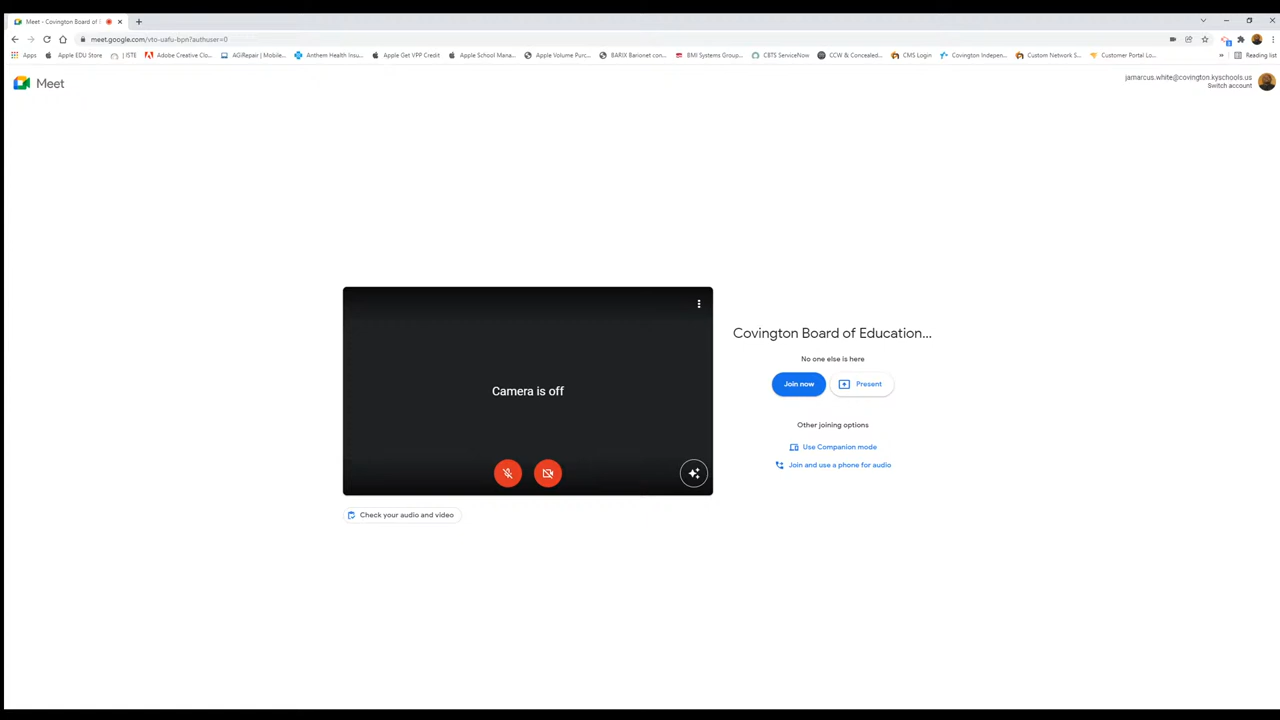 Meet - Covington Board of
meet.google.com/vto-uafu-bpn?authuser=0
Apps Apple EDU Store ISTE Adobe Creative Clo... AGiRepair | Mobile... Anthem Health Insu... Apple Get VPP Credit Apple School Mana... Apple Volume Purc... BARIX Barionet con... BMI Systems Group... CBTS ServiceNow CCW & Concealed... CMS Login Covington Indepen... Custom Network S... Customer Portal Lo... » Reading list
Meet
jamarcus.white@covington.kyschools.us
Switch account
Camera is off
Covington Board of Education...
No one else is here
Join now Present
Other joining options
Use Companion mode
Join and use a phone for audio
Check your audio and video